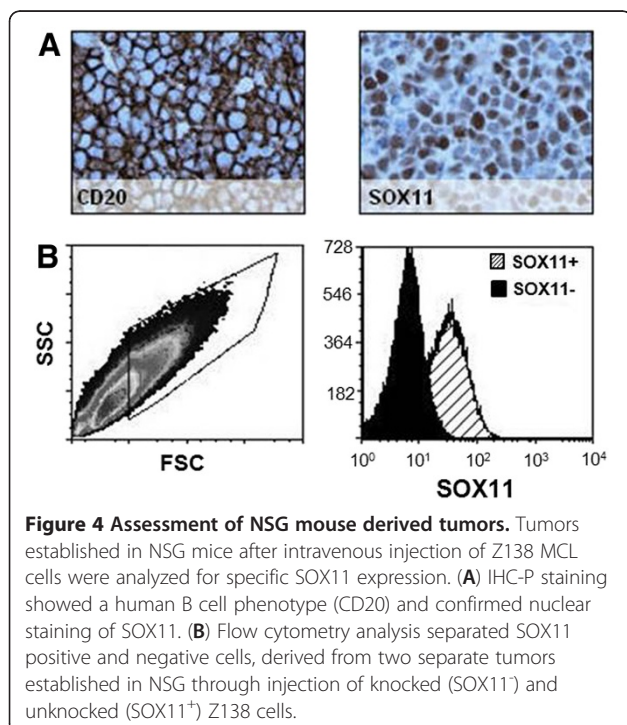 A
CD20
SOX11
B
SSC
FSC
728
546
364
182
SOX11+
SOX11-
10⁰ 10¹ 10² 10³ 10⁴
SOX11
Figure 4 Assessment of NSG mouse derived tumors. Tumors
established in NSG mice after intravenous injection of Z138 MCL
cells were analyzed for specific SOX11 expression. (A) IHC-P staining
showed a human B cell phenotype (CD20) and confirmed nuclear
staining of SOX11. (B) Flow cytometry analysis separated SOX11
positive and negative cells, derived from two separate tumors
established in NSG through injection of knocked (SOX11⁻) and
unknocked (SOX11⁺) Z138 cells.